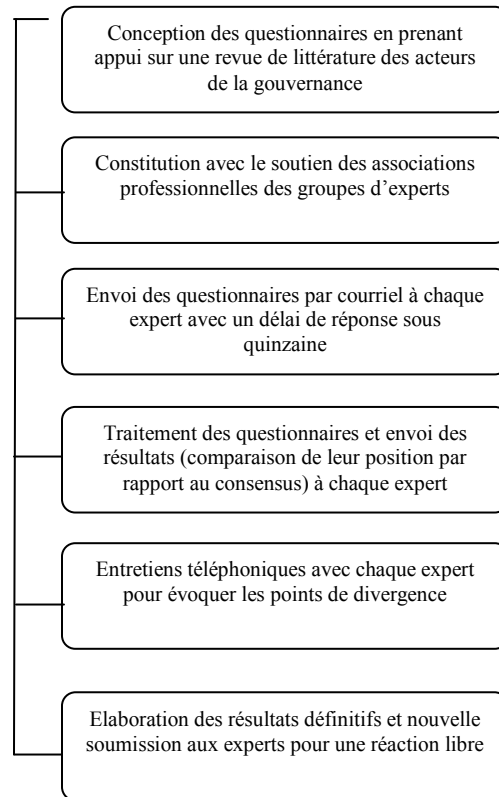 Conception des questionnaires en prenant
appui sur une revue de littérature des acteurs
de la gouvernance
Constitution avec le soutien des associations
professionnelles des groupes d'experts
Envoi des questionnaires par courriel à chaque
expert avec un délai de réponse sous
quinzaine
Traitement des questionnaires et envoi des
résultats (comparaison de leur position par
rapport au consensus) à chaque expert
Entretiens téléphoniques avec chaque expert
pour évoquer les points de divergence
Elaboration des résultats définitifs et nouvelle
soumission aux experts pour une réaction libre